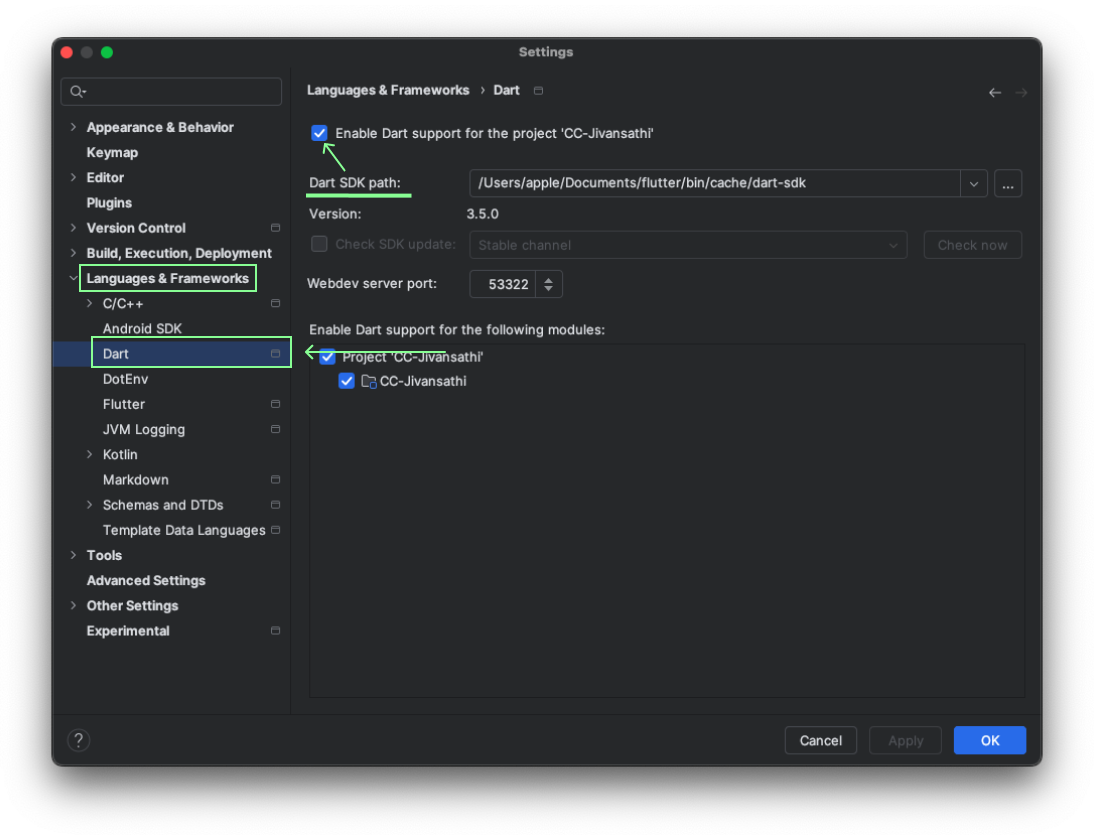 Settings
Appearance & Behavior
Keymap
Editor
Plugins
Version Control
Build, Execution, Deployment
Languages & Frameworks
C/C++
Android SDK
Dart
DotEnv
Flutter
JVM Logging
Kotlin
Markdown
Schemas and DTDs
Template Data Languages
Tools
Advanced Settings
Other Settings
Experimental
Languages & Frameworks › Dart
Enable Dart support for the project 'CC-Jivansathi'
Dart SDK path: /Users/apple/Documents/flutter/bin/cache/dart-sdk ...
Version: 3.5.0
Check SDK update: Stable channel Check now
Webdev server port: 53322
Enable Dart support for the following modules:
Project 'CC-Jivansathi'
CC-Jivansathi
? Cancel Apply OK